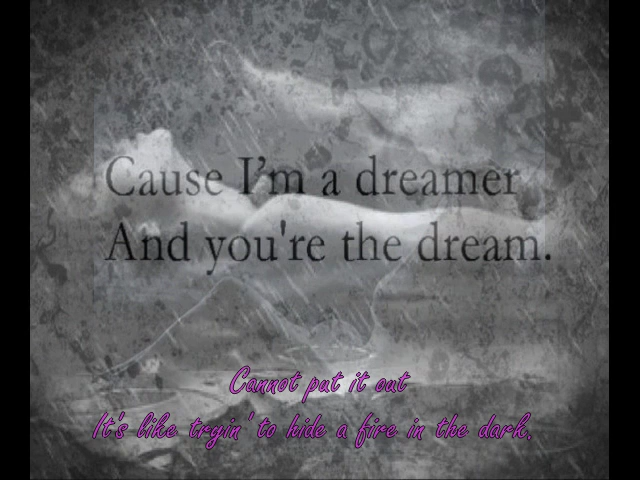 Cause I'm a dreamer
And you're the dream.
Cannot put it out
It's like tryin' to hide a fire in the dark.